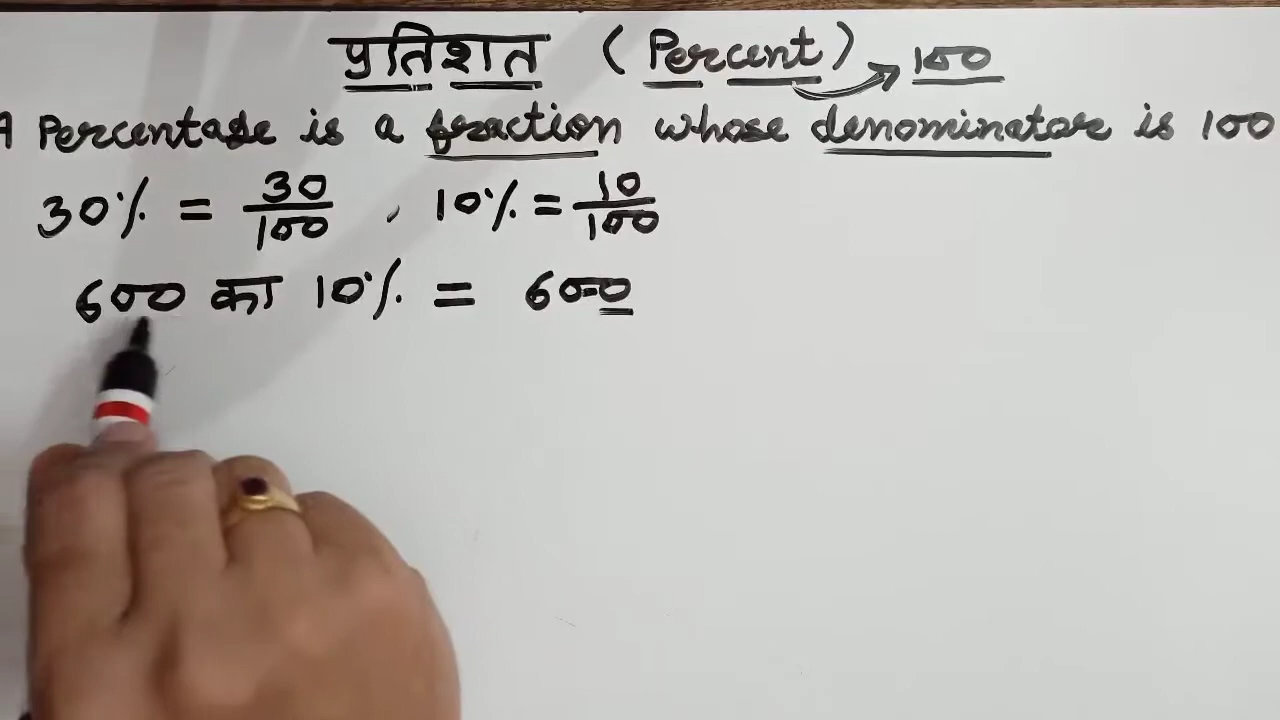 प्रतिशत (Percent) → 100
A Percentage is a fraction whose denominator is 100
30% = 30/100 , 10% = 10/100
600 का 10% = 600